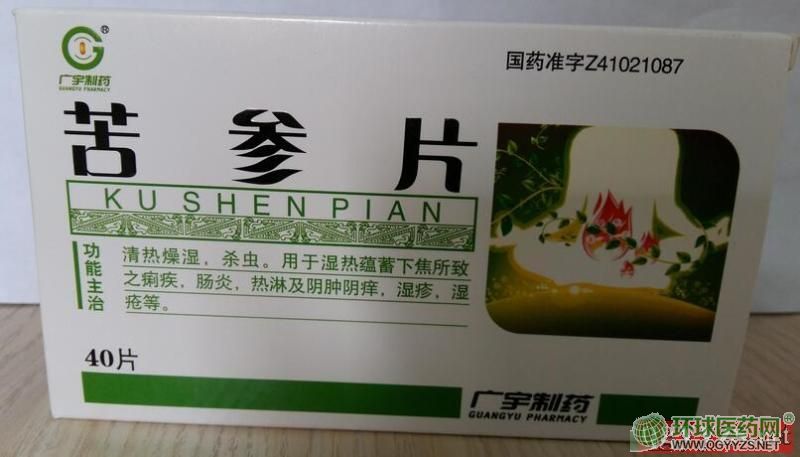 ®
广宇制药
GUANGYU PHARMACY
国药准字Z41021087
苦参片
KU SHEN PIAN
功能主治
清热燥湿，杀虫。用于湿热蕴蓄下焦所致
之痢疾，肠炎，热淋及阴肿阴痒，湿疹，湿
疮等。
40片
广宇制药
GUANGYU PHARMACY
环球医药网
WWW.QGYYZS.NET